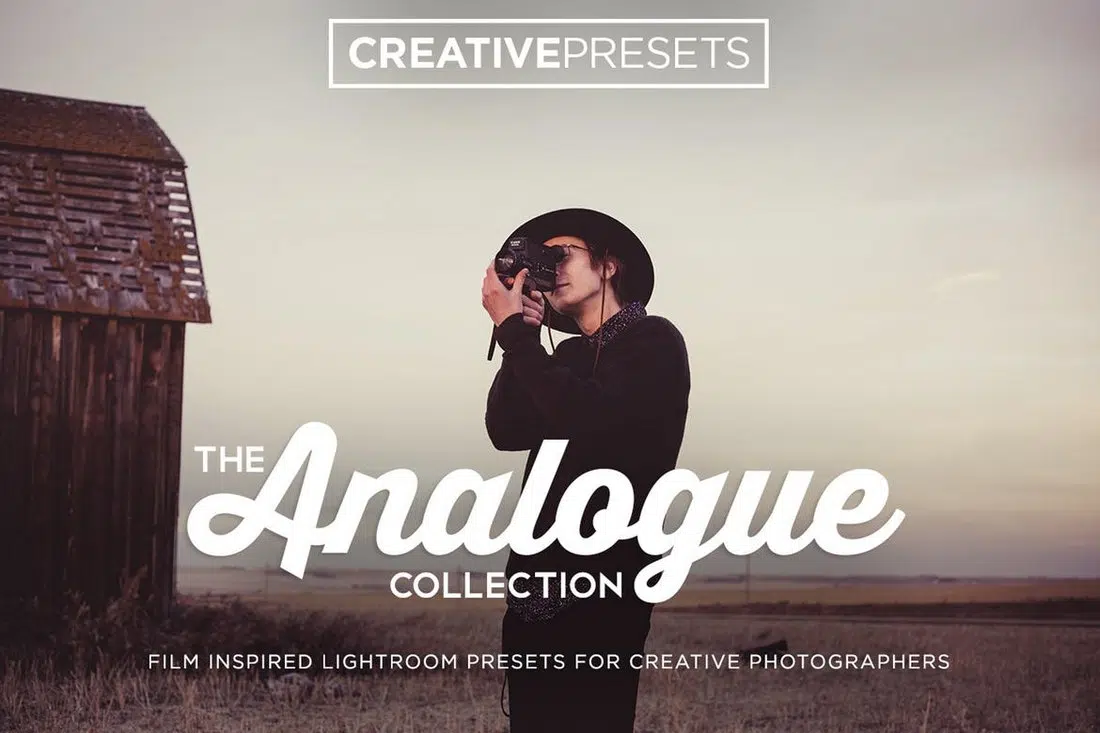 CREATIVEPRESETS
THE
Analogue
COLLECTION
FILM INSPIRED LIGHTROOM PRESETS FOR CREATIVE PHOTOGRAPHERS